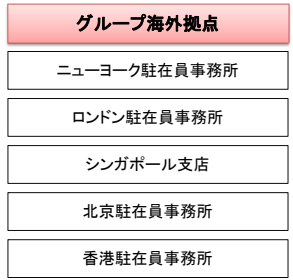 グループ海外拠点
ニューヨーク駐在員事務所
ロンドン駐在員事務所
シンガポール支店
北京駐在員事務所
香港駐在員事務所